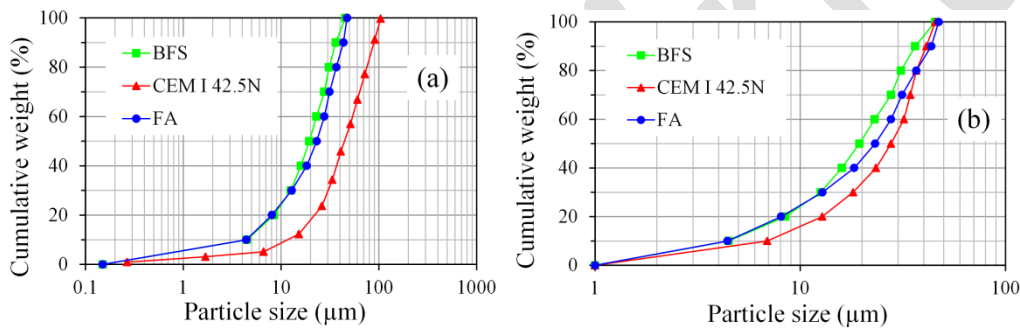 100
80
60
40
20
0
Cumulative weight (%)
BFS
CEM I 42.5N
FA
(a)
0.1 1 10 100 1000
Particle size (µm)
100
80
60
40
20
0
Cumulative weight (%)
BFS
CEM I 42.5N
FA
(b)
1 10 100
Particle size (µm)